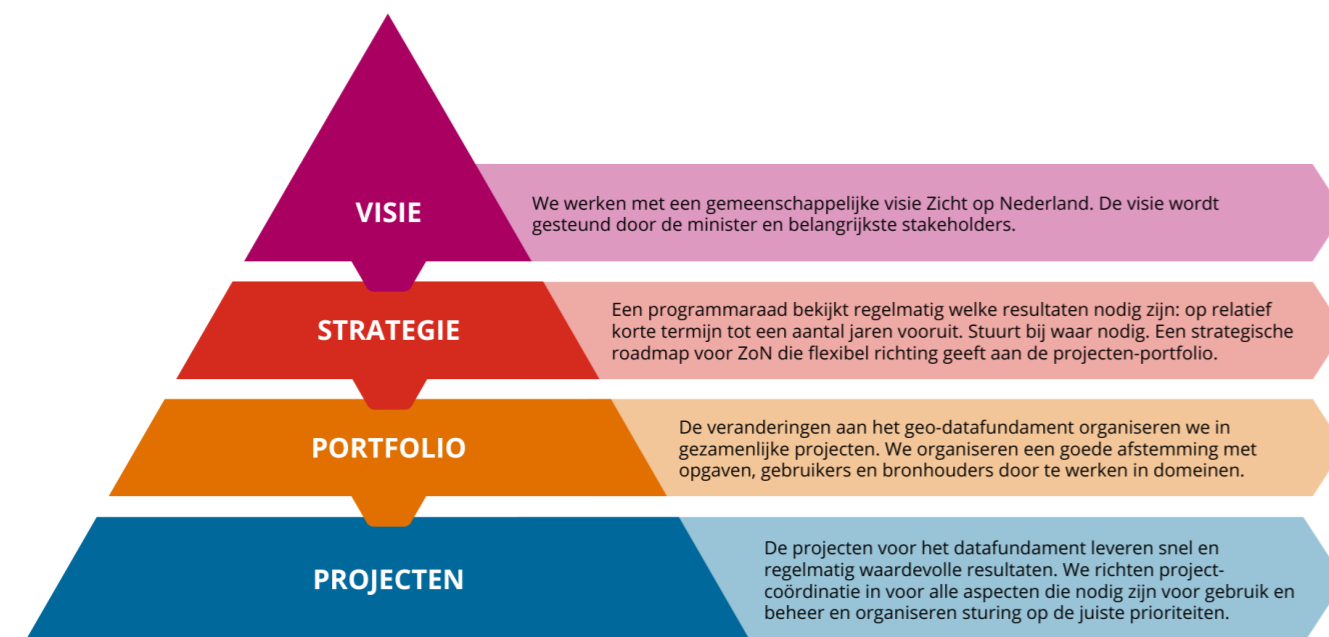 VISIE
We werken met een gemeenschappelijke visie Zicht op Nederland. De visie wordt
gesteund door de minister en belangrijkste stakeholders.
STRATEGIE
Een programmaraad bekijkt regelmatig welke resultaten nodig zijn: op relatief
korte termijn tot een aantal jaren vooruit. Stuurt bij waar nodig. Een strategische
roadmap voor ZoN die flexibel richting geeft aan de projecten-portfolio.
PORTFOLIO
De veranderingen aan het geo-datafundament organiseren we in
gezamenlijke projecten. We organiseren een goede afstemming met
opgaven, gebruikers en bronhouders door te werken in domeinen.
PROJECTEN
De projecten voor het datafundament leveren snel en
regelmatig waardevolle resultaten. We richten project-
coördinatie in voor alle aspecten die nodig zijn voor gebruik en
beheer en organiseren sturing op de juiste prioriteiten.